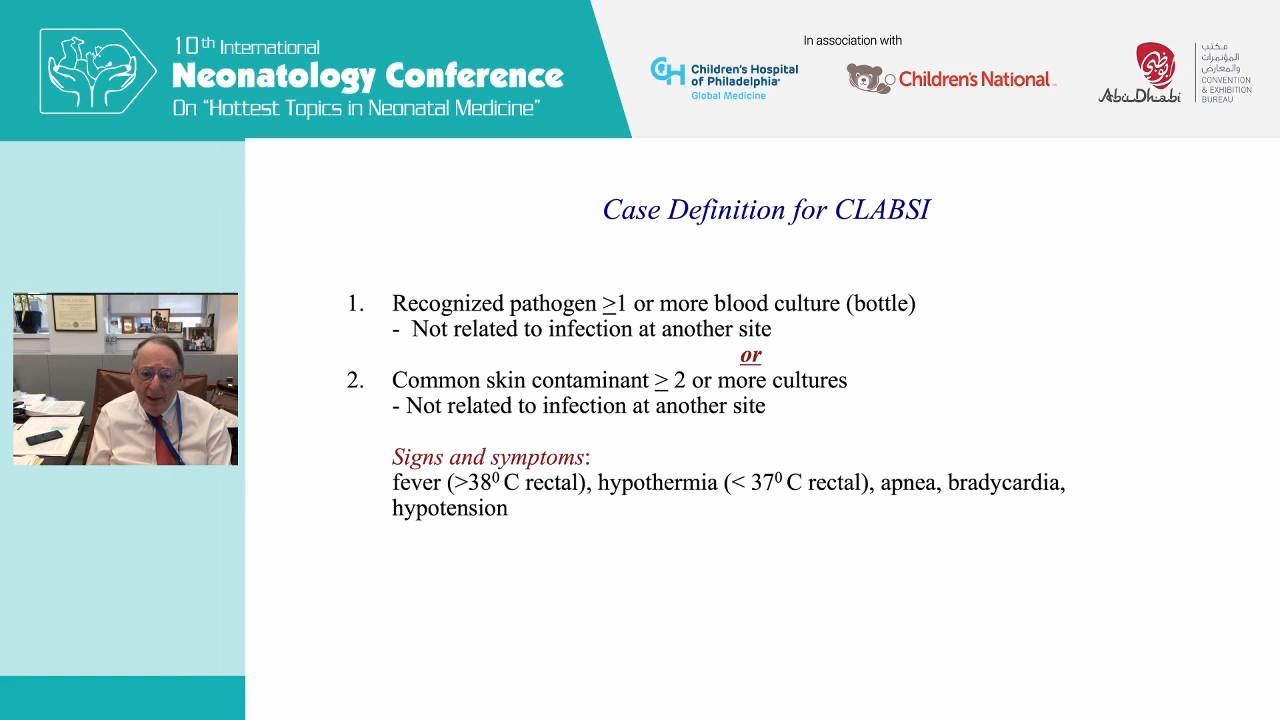 10th International
Neonatology Conference
On "Hottest Topics in Neonatal Medicine"
In association with
Children's Hospital
of Philadelphia
Global Medicine
Children's National
Abu Dhabi
أبوظبي
مكتب
المؤتمرات
والمعارض
CONVENTION
& EXHIBITION
BUREAU
Case Definition for CLABSI
1. Recognized pathogen ≥1 or more blood culture (bottle)
- Not related to infection at another site
or
2. Common skin contaminant ≥ 2 or more cultures
- Not related to infection at another site
Signs and symptoms:
fever (>38⁰ C rectal), hypothermia (< 37⁰ C rectal), apnea, bradycardia,
hypotension